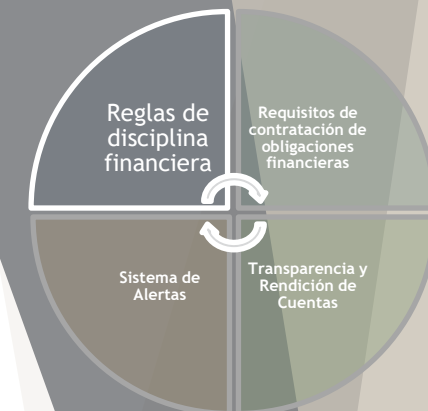 Reglas de
disciplina
financiera
Requisitos de
contratación de
obligaciones
financieras
Sistema de
Alertas
Transparencia y
Rendición de
Cuentas